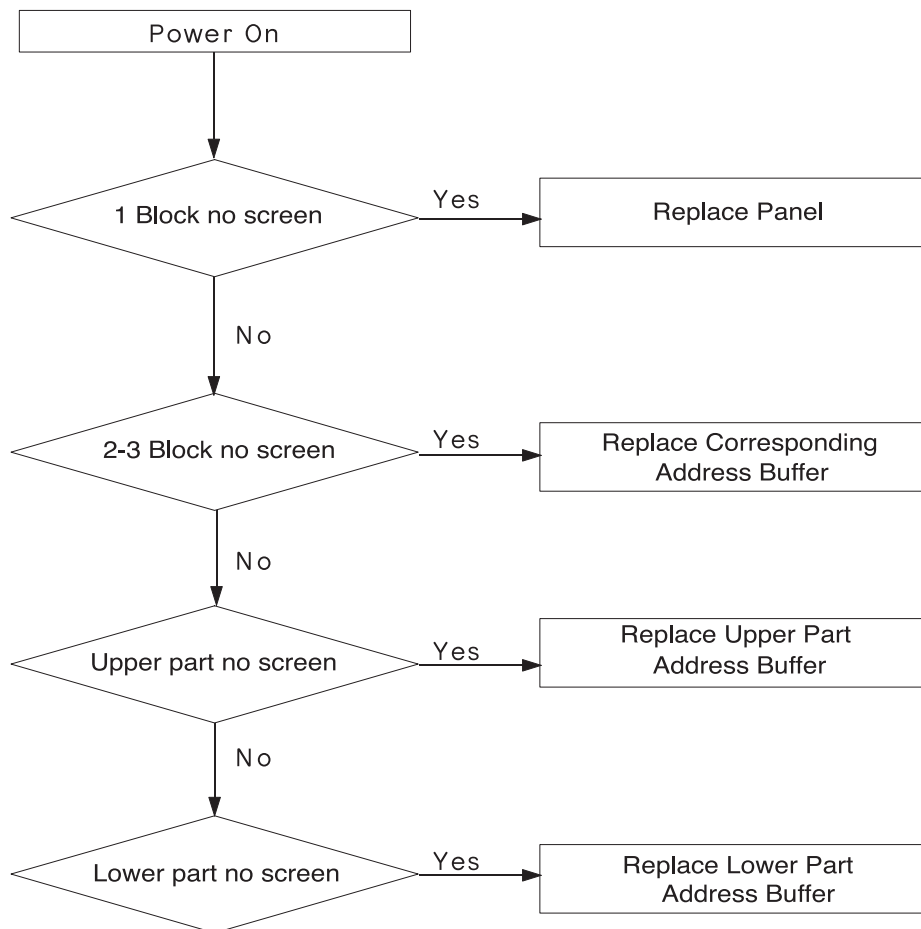 Power On
1 Block no screen
Yes
Replace Panel
No
2-3 Block no screen
Yes
Replace Corresponding
Address Buffer
No
Upper part no screen
Yes
Replace Upper Part
Address Buffer
No
Lower part no screen
Yes
Replace Lower Part
Address Buffer